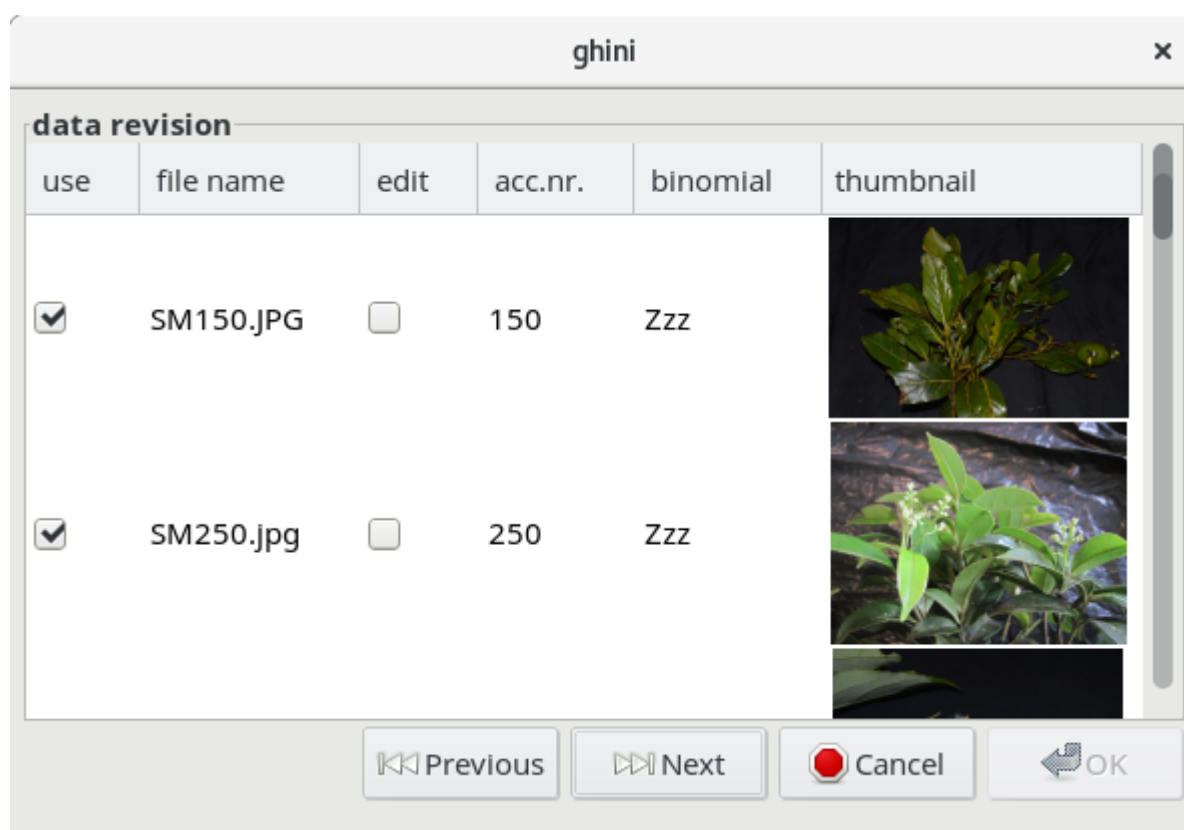 ghini
data revision
use file name edit acc.nr. binomial thumbnail
SM150.JPG 150 Zzz
SM250.jpg 250 Zzz
Previous Next Cancel OK